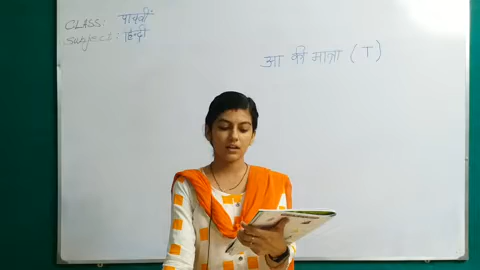 CLASS: पांचवीं
Subject: हिन्दी
आ की मात्रा ( T )